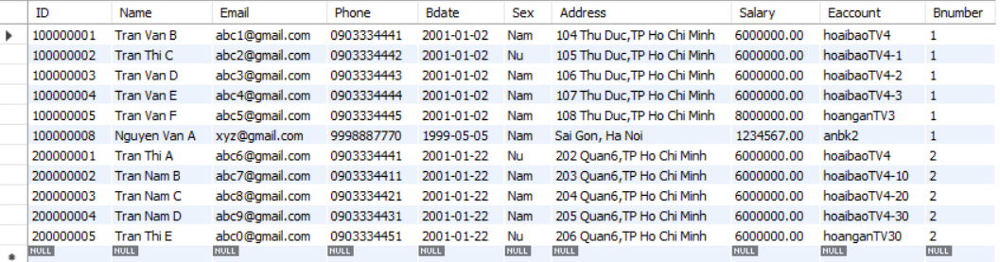 ID Name Email Phone Bdate Sex Address Salary Eaccount Bnumber
100000001 Tran Van B abc1@gmail.com 0903334441 2001-01-02 Nam 104 Thu Duc,TP Ho Chi Minh 6000000.00 hoaibaoTV4 1
100000002 Tran Thi C abc2@gmail.com 0903334442 2001-01-02 Nu 105 Thu Duc,TP Ho Chi Minh 6000000.00 hoaibaoTV4-1 1
100000003 Tran Van D abc3@gmail.com 0903334443 2001-01-02 Nam 106 Thu Duc,TP Ho Chi Minh 6000000.00 hoaibaoTV4-2 1
100000004 Tran Van E abc4@gmail.com 0903334444 2001-01-02 Nam 107 Thu Duc,TP Ho Chi Minh 6000000.00 hoaibaoTV4-3 1
100000005 Tran Van F abc5@gmail.com 0903334445 2001-01-02 Nam 108 Thu Duc,TP Ho Chi Minh 8000000.00 hoanganTV3 1
100000008 Nguyen Van A xyz@gmail.com 9998887770 1999-05-05 Nam Sai Gon, Ha Noi 1234567.00 anbk2 1
200000001 Tran Thi A abc6@gmail.com 0903334441 2001-01-22 Nu 202 Quan6,TP Ho Chi Minh 6000000.00 hoaibaoTV4 2
200000002 Tran Nam B abc7@gmail.com 0903334411 2001-01-22 Nam 203 Quan6,TP Ho Chi Minh 6000000.00 hoaibaoTV4-10 2
200000003 Tran Nam C abc8@gmail.com 0903334421 2001-01-22 Nam 204 Quan6,TP Ho Chi Minh 6000000.00 hoaibaoTV4-20 2
200000004 Tran Nam D abc9@gmail.com 0903334431 2001-01-22 Nam 205 Quan6,TP Ho Chi Minh 6000000.00 hoaibaoTV4-30 2
200000005 Tran Thi E abc0@gmail.com 0903334451 2001-01-22 Nu 206 Quan6,TP Ho Chi Minh 6000000.00 hoanganTV30 2
NULL NULL NULL NULL NULL NULL NULL NULL NULL NULL